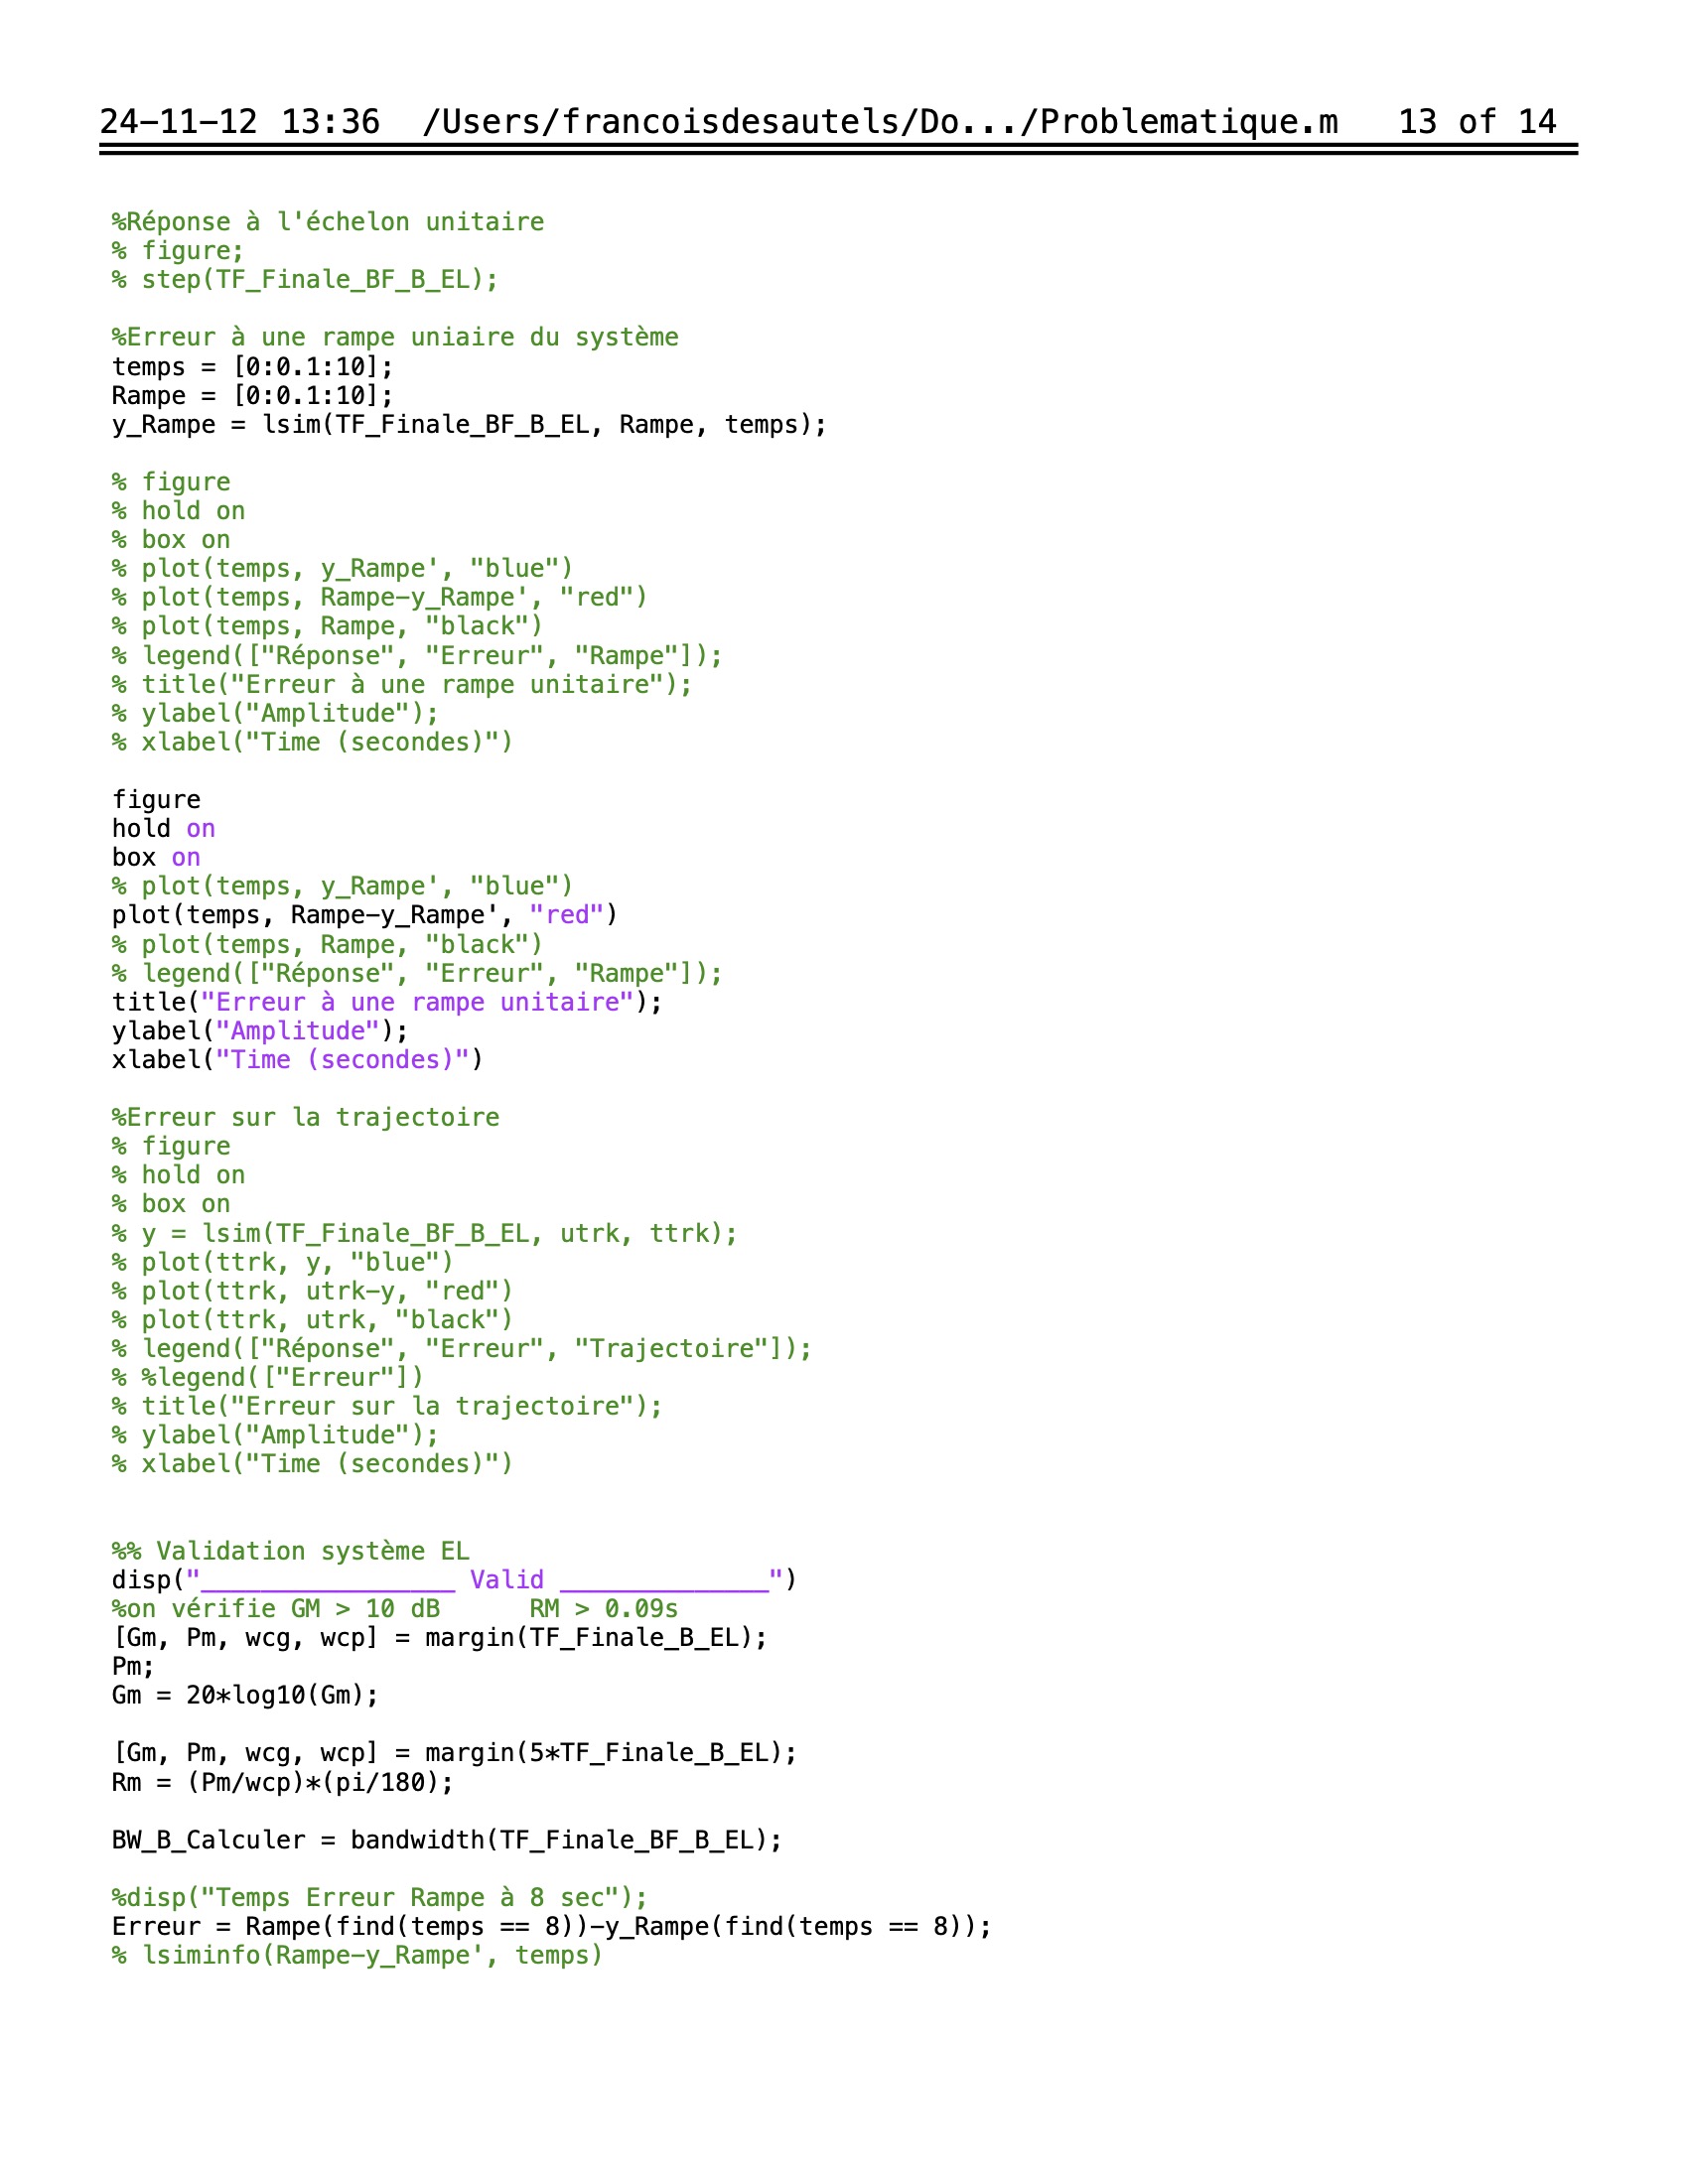 24-11-12 13:36 /Users/francoisdesautels/Do.../Problematique.m 13 of 14
%Réponse à l'échelon unitaire
% figure;
% step(TF_Finale_BF_B_EL);
%Erreur à une rampe uniaire du système
temps = [0:0.1:10];
Rampe = [0:0.1:10];
y_Rampe = lsim(TF_Finale_BF_B_EL, Rampe, temps);
% figure
% hold on
% box on
% plot(temps, y_Rampe', "blue")
% plot(temps, Rampe-y_Rampe', "red")
% plot(temps, Rampe, "black")
% legend(["Réponse", "Erreur", "Rampe"]);
% title("Erreur à une rampe unitaire");
% ylabel("Amplitude");
% xlabel("Time (secondes)")
figure
hold on
box on
% plot(temps, y_Rampe', "blue")
plot(temps, Rampe-y_Rampe', "red")
% plot(temps, Rampe, "black")
% legend(["Réponse", "Erreur", "Rampe"]);
title("Erreur à une rampe unitaire");
ylabel("Amplitude");
xlabel("Time (secondes)")
%Erreur sur la trajectoire
% figure
% hold on
% box on
% y = lsim(TF_Finale_BF_B_EL, utrk, ttrk);
% plot(ttrk, y, "blue")
% plot(ttrk, utrk-y, "red")
% plot(ttrk, utrk, "black")
% legend(["Réponse", "Erreur", "Trajectoire"]);
% %legend(["Erreur"])
% title("Erreur sur la trajectoire");
% ylabel("Amplitude");
% xlabel("Time (secondes)")
%% Validation système EL
disp("_________________ Valid ______________")
%on vérifie GM > 10 dB      RM > 0.09s
[Gm, Pm, wcg, wcp] = margin(TF_Finale_B_EL);
Pm;
Gm = 20*log10(Gm);
[Gm, Pm, wcg, wcp] = margin(5*TF_Finale_B_EL);
Rm = (Pm/wcp)*(pi/180);
BW_B_Calculer = bandwidth(TF_Finale_BF_B_EL);
%disp("Temps Erreur Rampe à 8 sec");
Erreur = Rampe(find(temps == 8))-y_Rampe(find(temps == 8));
% lsiminfo(Rampe-y_Rampe', temps)